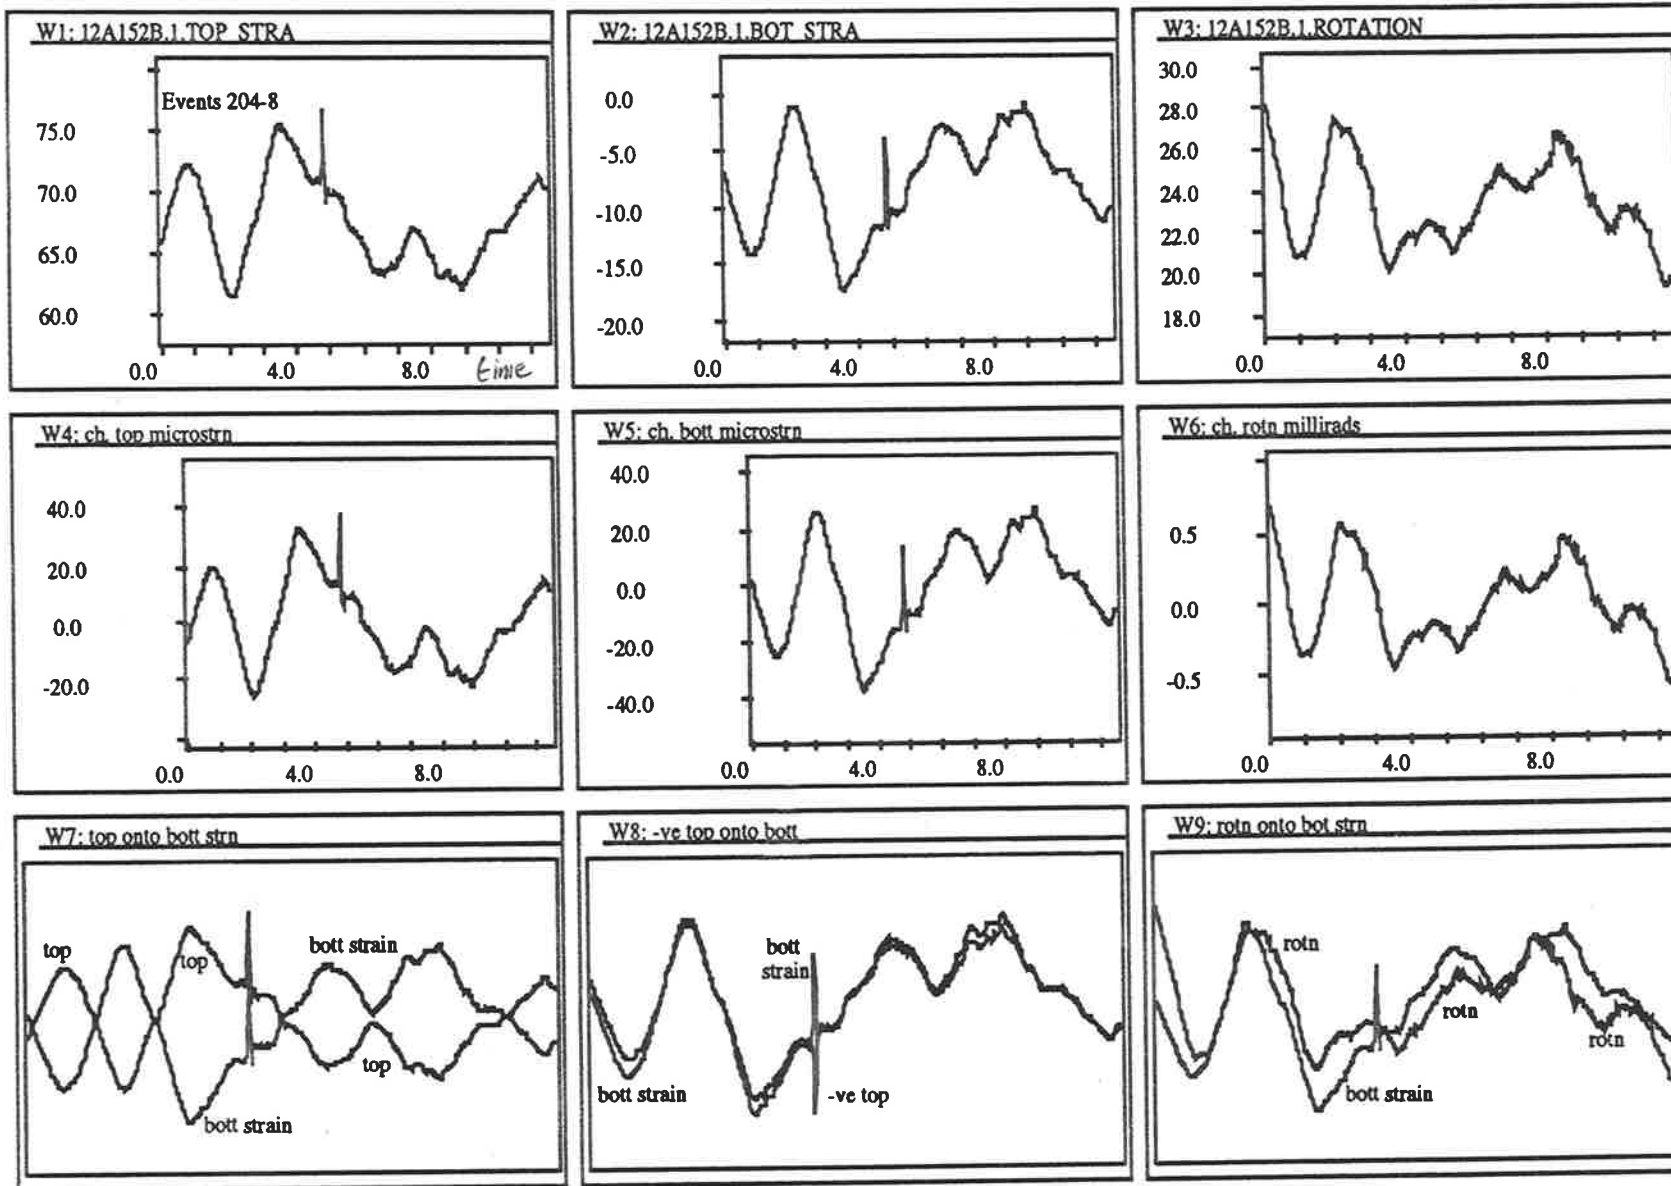 W1: 12A152B.1.TOP_STRA
Events 204-8
75.0
70.0
65.0
60.0
0.0 4.0 8.0 time
W2: 12A152B.1.BOT_STRA
0.0
-5.0
-10.0
-15.0
-20.0
0.0 4.0 8.0
W3: 12A152B.1.ROTATION
30.0
28.0
26.0
24.0
22.0
20.0
18.0
0.0 4.0 8.0
W4: ch. top microstrn
40.0
20.0
0.0
-20.0
0.0 4.0 8.0
W5: ch. bott microstrn
40.0
20.0
0.0
-20.0
-40.0
0.0 4.0 8.0
W6: ch. rotn millirads
0.5
0.0
-0.5
0.0 4.0 8.0
W7: top onto bott strn
top
top
bott strain
top
bott strain
W8: -ve top onto bott
bott
strain
bott strain
-ve top
W9: rotn onto bot strn
rotn
rotn
rotn
bott strain